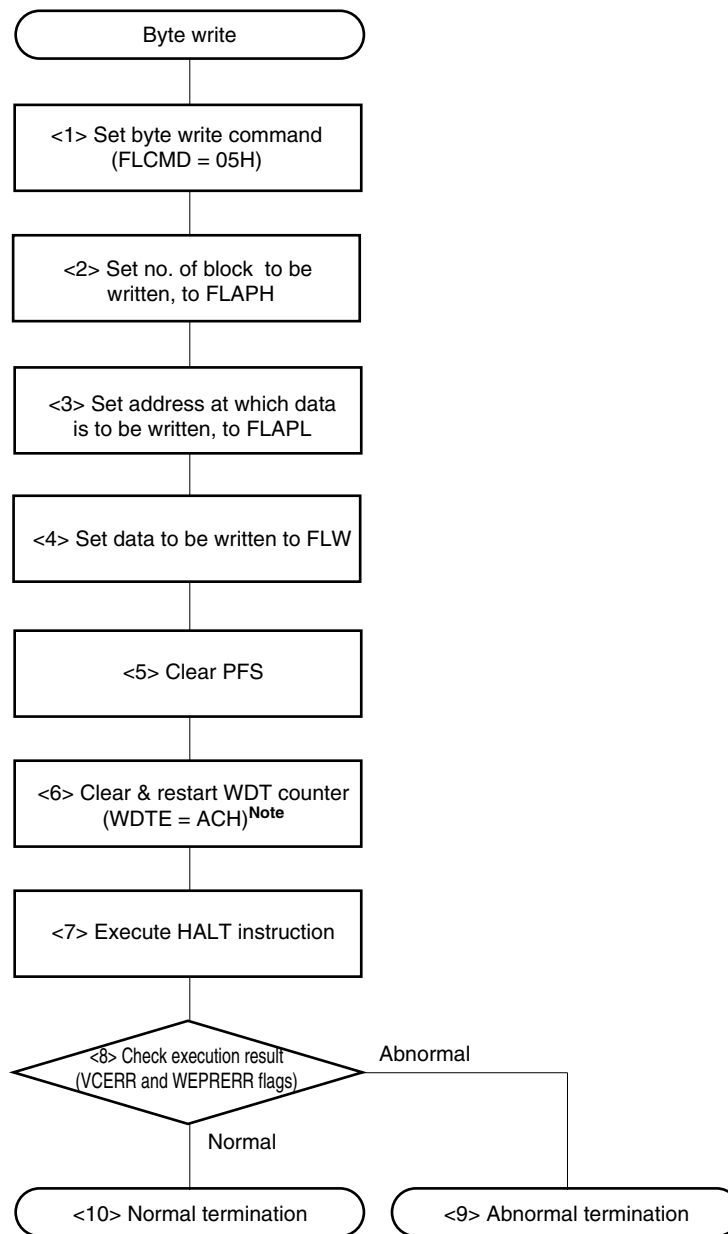 Byte write
<1> Set byte write command
(FLCMD = 05H)
<2> Set no. of block to be
written, to FLAPH
<3> Set address at which data
is to be written, to FLAPL
<4> Set data to be written to FLW
<5> Clear PFS
<6> Clear & restart WDT counter
(WDTE = ACH)Note
<7> Execute HALT instruction
<8> Check execution result
(VCERR and WEPRERR flags)
Abnormal
Normal
<10> Normal termination
<9> Abnormal termination